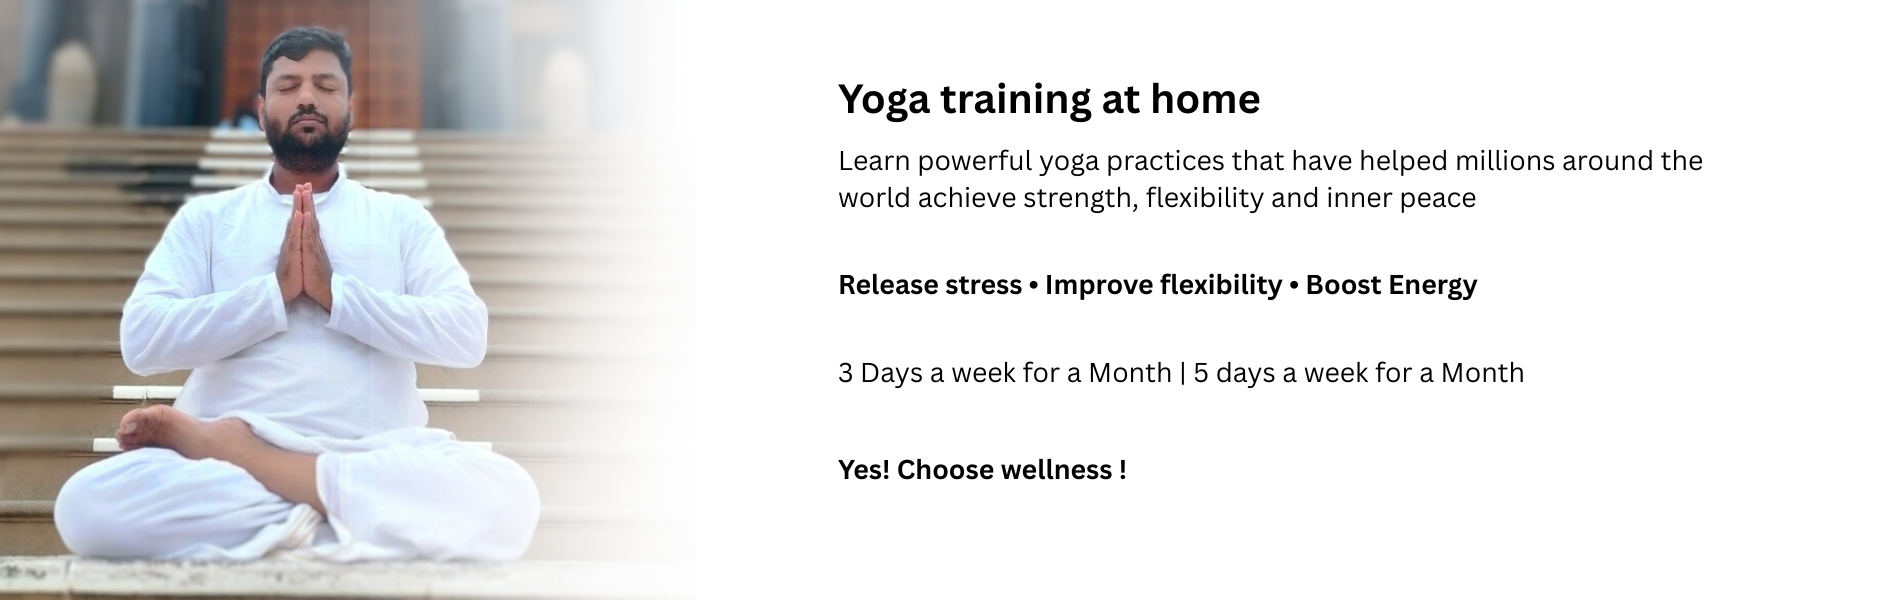 Yoga training at home
Learn powerful yoga practices that have helped millions around the
world achieve strength, flexibility and inner peace
Release stress • Improve flexibility • Boost Energy
3 Days a week for a Month | 5 days a week for a Month
Yes! Choose wellness !